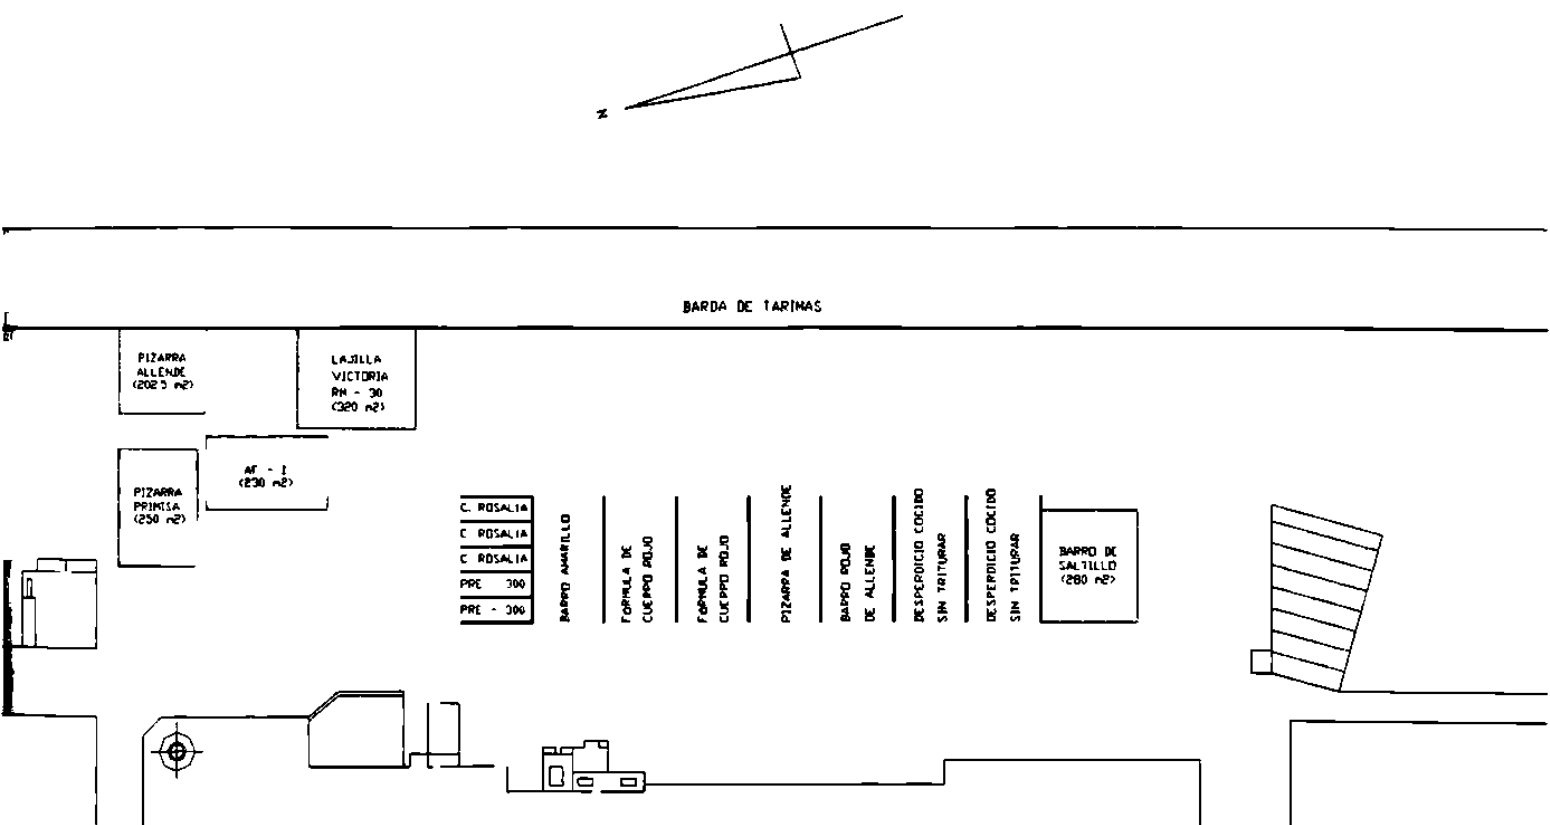 N
BARDA DE TARIMAS
PIZARRA
ALLENDE
(202.5 m2)
LAJILLA
VICTORIA
RM - 30
(320 m2)
AF - 1
(230 m2)
PIZARRA
PRIMISA
(250 m2)
C. ROSALIA
C ROSALIA
C ROSALIA
PRE 300
PRE - 300
BARRO AMARILLO
FORMULA DE
CUERPO ROJO
FORMULA DE
CUERPO ROJO
PIZARRA DE ALLENDE
BARRO ROJO
DE ALLENDE
DESPERDICIO COCIDO
SIN TRITURAR
DESPERDICIO COCIDO
SIN TRITURAR
BARRO DE
SALTILLO
(280 m2)